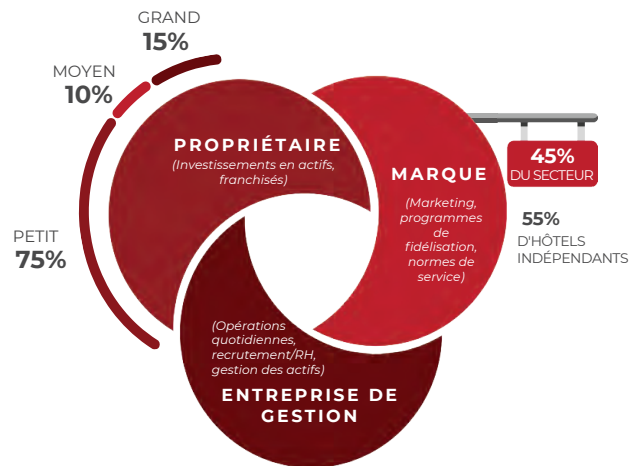 GRAND
15%
MOYEN
10%
PETIT
75%
PROPRIÉTAIRE
(Investissements en actifs,
franchisés)
MARQUE
(Marketing,
programmes
de
fidélisation,
normes de
service)
45%
DU SECTEUR
55%
D'HÔTELS
INDÉPENDANTS
(Opérations
quotidiennes,
recrutement/RH,
gestion des actifs)
ENTREPRISE DE
GESTION